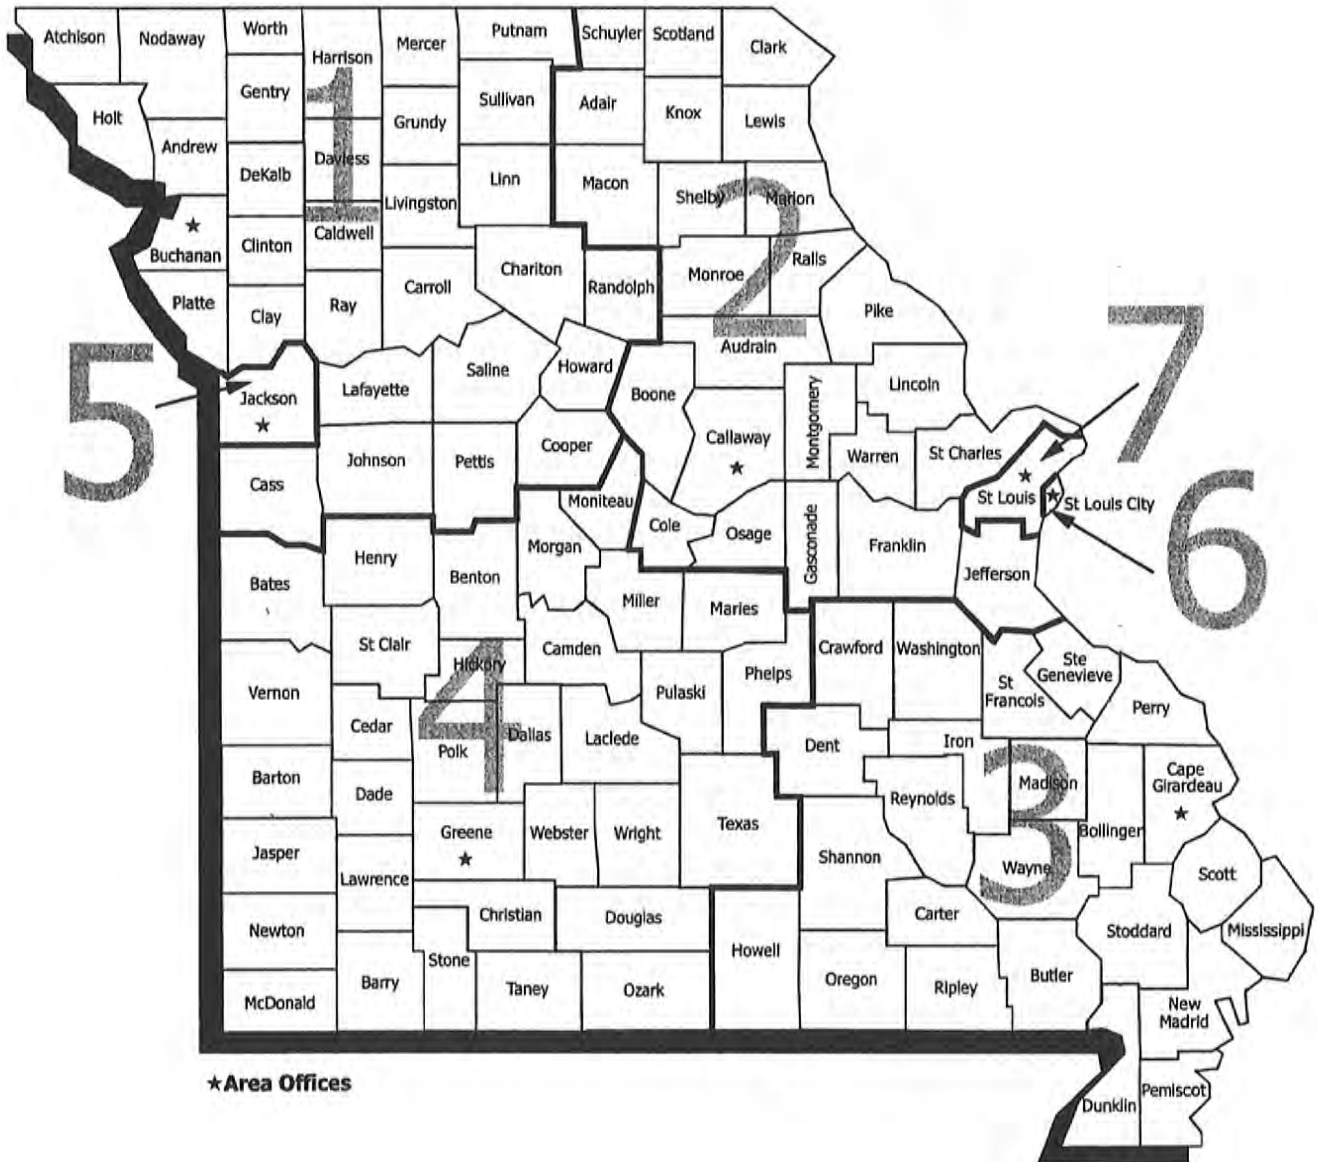 Atchison
Nodaway
Worth
Harrison
Mercer
Putnam
Schuyler
Scotland
Clark
Holt
Andrew
Gentry
DeKalb
1
Daviess
Grundy
Sullivan
Adair
Knox
Lewis
Livingston
Linn
Macon
Shelby
Marion
2
Buchanan
Clinton
Caldwell
Chariton
Randolph
Monroe
Ralls
Platte
Clay
Ray
Carroll
Pike
Audrain
5
7
Jackson
Lafayette
Saline
Howard
Boone
Callaway
Montgomery
Lincoln
Warren
St Charles
Cass
Johnson
Pettis
Cooper
Moniteau
Cole
Osage
Gasconade
Franklin
St Louis
St Louis City
6
Jefferson
Bates
Henry
Benton
Morgan
Miller
Maries
St Clair
Hickory
Camden
Pulaski
Phelps
Crawford
Washington
St
Francois
Ste
Genevieve
Perry
Vernon
Cedar
4
Polk
Dallas
Laclede
Dent
Iron
Reynolds
3
Madison
Bollinger
Cape
Girardeau
Barton
Dade
Greene
Webster
Wright
Texas
Shannon
Wayne
Scott
Jasper
Lawrence
Christian
Douglas
Howell
Carter
Stoddard
Mississippi
Newton
McDonald
Barry
Stone
Taney
Ozark
Oregon
Ripley
Butler
New
Madrid
Dunklin
Pemiscot
★Area Offices